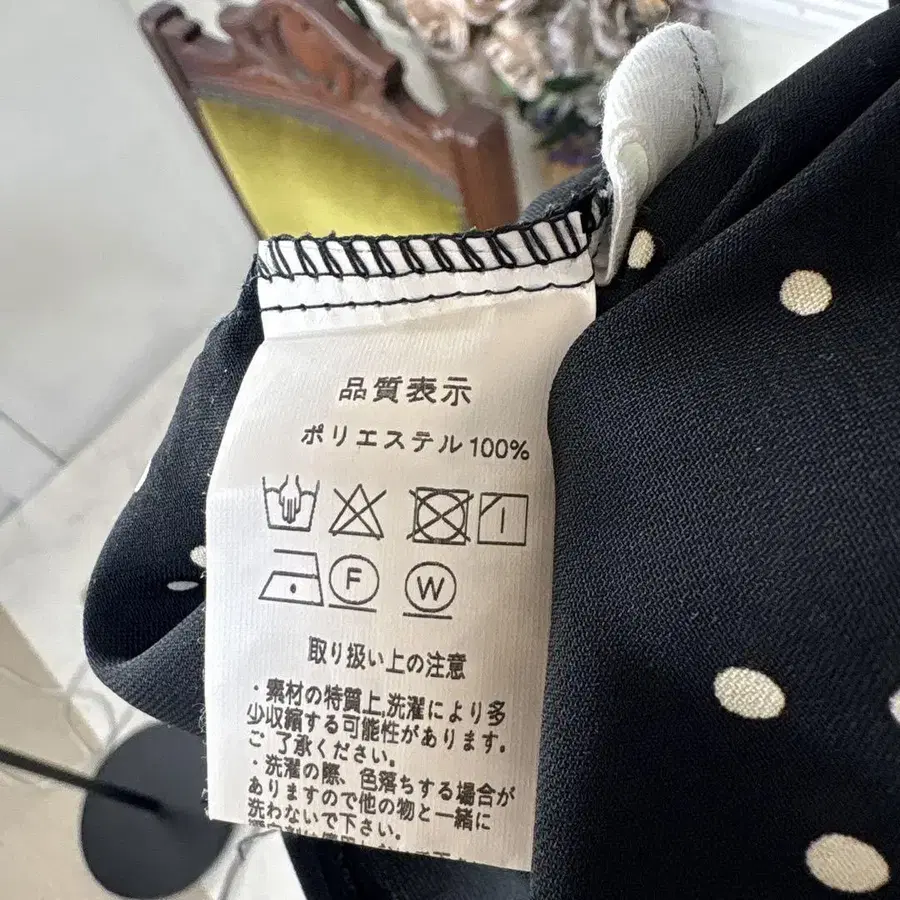 品質表示
ポリエステル100%
F W
取り扱い上の注意
・素材の特質上,洗濯により多
少収縮する可能性があります.
ご了承ください.
・洗濯の際、色落ちする場合が
ありますので他の物と一緒に
洗わないで下さい.